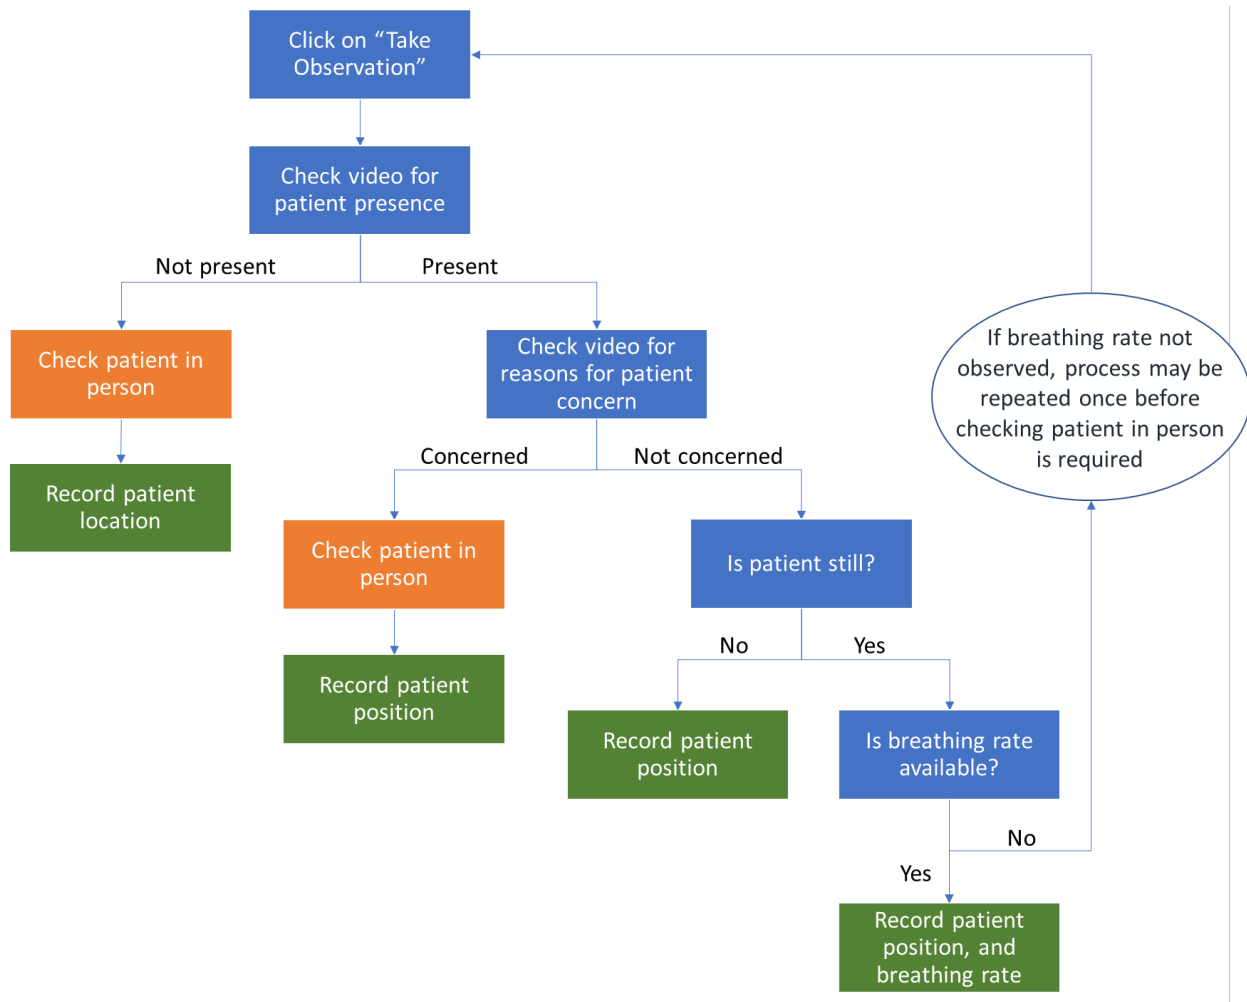 Click on “Take
Observation”
Check video for
patient presence
Not present
Present
Check patient in
person
Record patient
location
Check video for
reasons for patient
concern
Concerned
Not concerned
Check patient in
person
Record patient
position
Is patient still?
No
Yes
Record patient
position
Is breathing rate
available?
No
Yes
Record patient
position, and
breathing rate
If breathing rate not
observed, process may be
repeated once before
checking patient in person
is required